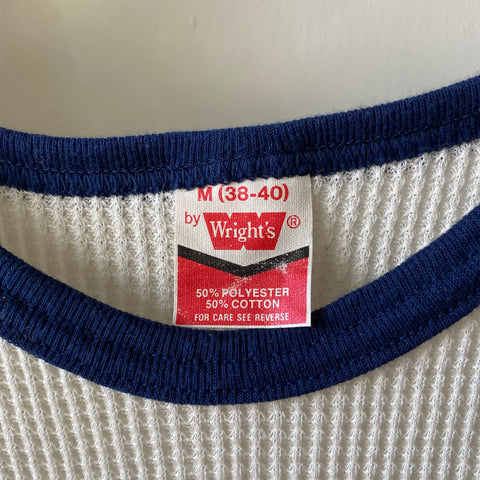 M (38-40)
by Wright's ®
50% POLYESTER
50% COTTON
FOR CARE SEE REVERSE